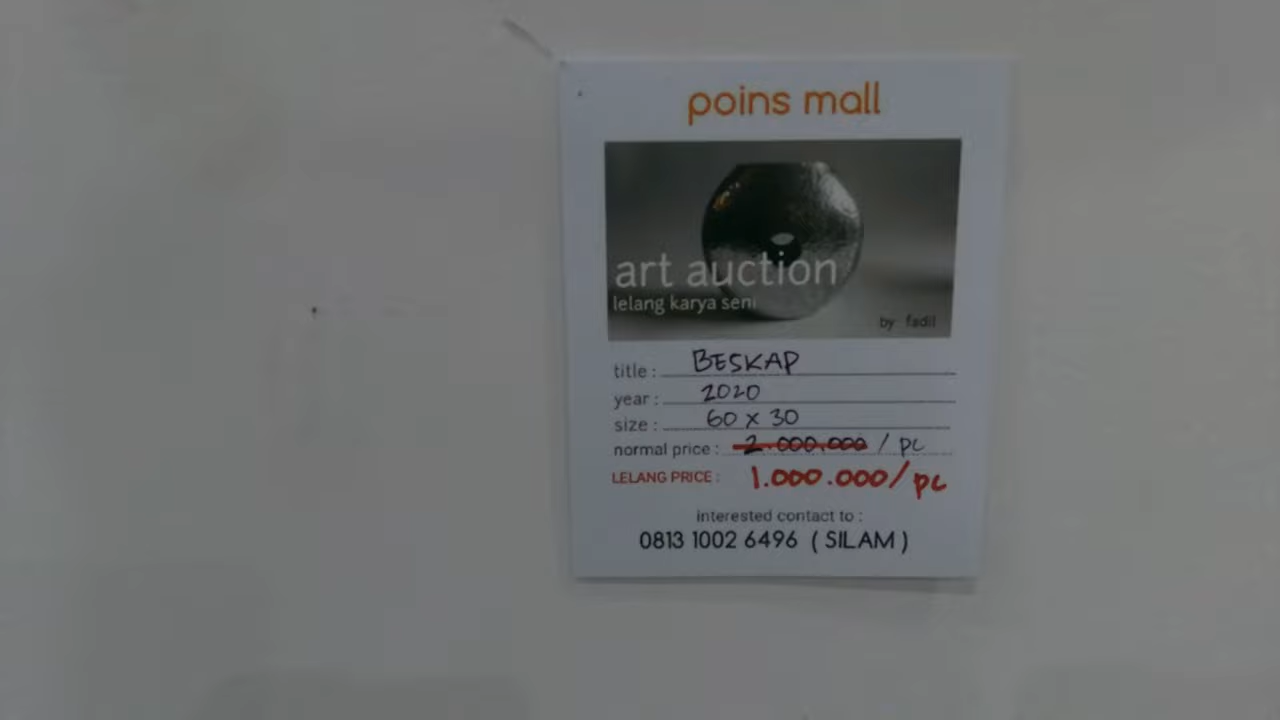 poins mall
art auction
lelang karya seni
by fadil
title : BESKAP
year : 2020
size : 60 x 30
normal price : 2.000.000 / pc
LELANG PRICE : 1.000.000/pc
interested contact to :
0813 1002 6496 ( SILAM )